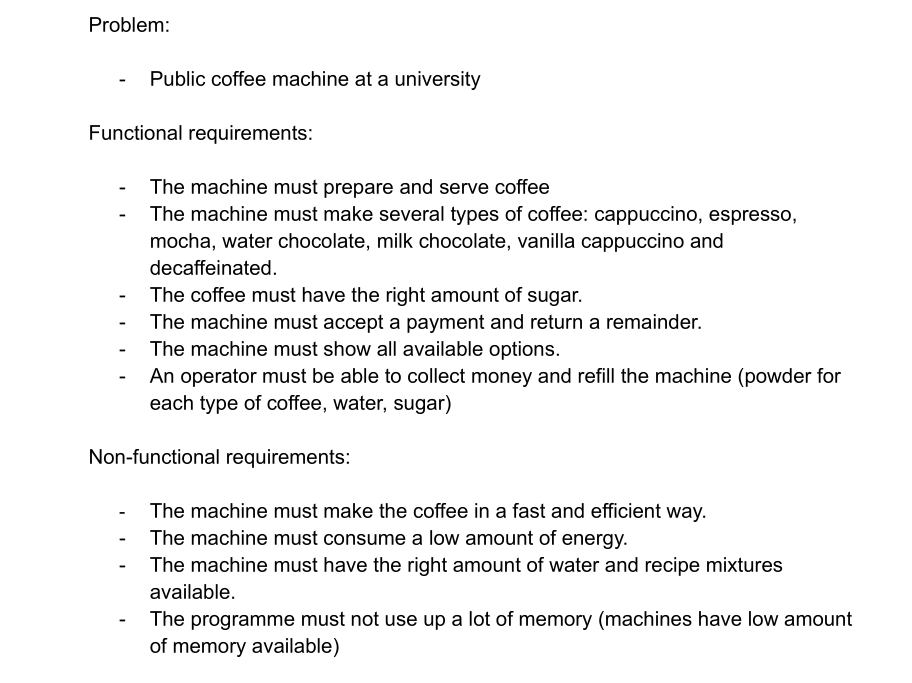 Problem:
- Public coffee machine at a university
Functional requirements:
- The machine must prepare and serve coffee
- The machine must make several types of coffee: cappuccino, espresso,
mocha, water chocolate, milk chocolate, vanilla cappuccino and
decaffeinated.
- The coffee must have the right amount of sugar.
- The machine must accept a payment and return a remainder.
- The machine must show all available options.
- An operator must be able to collect money and refill the machine (powder for
each type of coffee, water, sugar)
Non-functional requirements:
- The machine must make the coffee in a fast and efficient way.
- The machine must consume a low amount of energy.
- The machine must have the right amount of water and recipe mixtures
available.
- The programme must not use up a lot of memory (machines have low amount
of memory available)